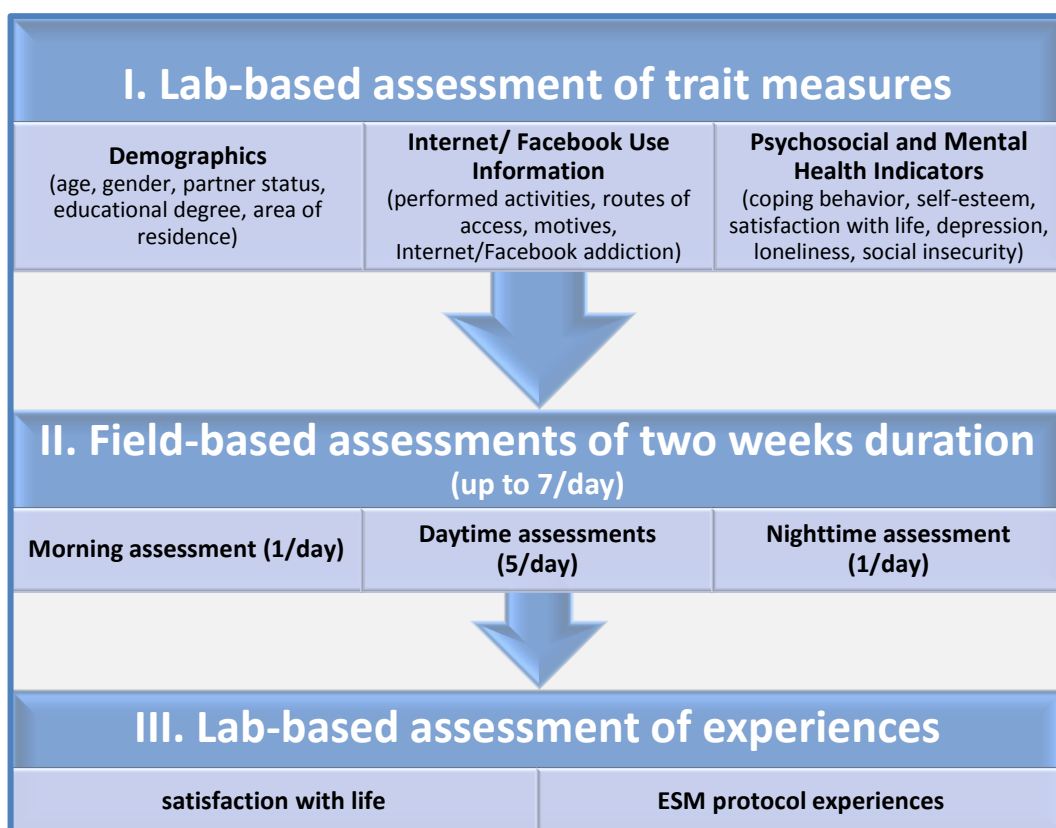 I. Lab-based assessment of trait measures
Demographics
(age, gender, partner status,
educational degree, area of
residence)
Internet/ Facebook Use
Information
(performed activities, routes of
access, motives,
Internet/Facebook addiction)
Psychosocial and Mental
Health Indicators
(coping behavior, self-esteem,
satisfaction with life, depression,
loneliness, social insecurity)
II. Field-based assessments of two weeks duration
(up to 7/day)
Morning assessment (1/day)
Daytime assessments
(5/day)
Nighttime assessment
(1/day)
III. Lab-based assessment of experiences
satisfaction with life
ESM protocol experiences